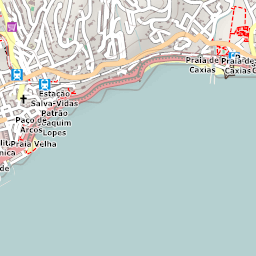 Praia de
Caxias
Praia de
Caxias
Estação
Salva-Vidas
Patrão
Joaquim
Lopes
Paço de
Arcos
Praia Velha